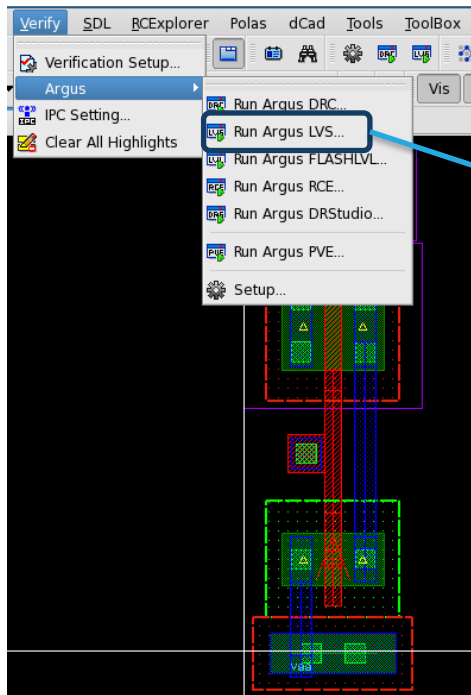 Verify SDL RCExplorer Polas dCad Tools ToolBox
Verification Setup...
Argus
IPC Setting...
Clear All Highlights
Vis
Run Argus DRC...
Run Argus LVS...
Run Argus FLASHLVL...
Run Argus RCE...
Run Argus DRStudio...
Run Argus PVE...
Setup...
vss